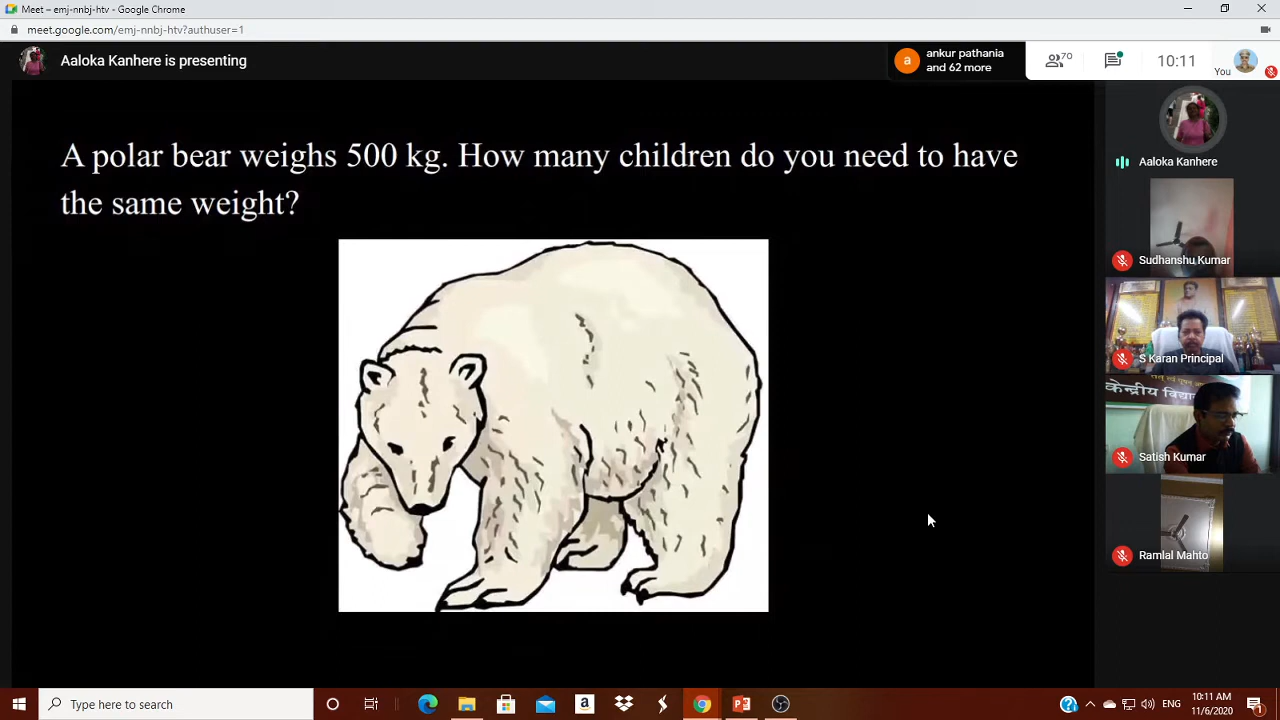 Meet – emj-nnbj-htv - Google Chrome
meet.google.com/emj-nnbj-htv?authuser=1
Aaloka Kanhere is presenting
a
ankur pathania
and 62 more
70
10:11
You
A polar bear weighs 500 kg. How many children do you need to have
the same weight?
Aaloka Kanhere
Sudhanshu Kumar
S Karan Principal
केन्द्रीय विद्या
Satish Kumar
Ramlal Mahto
Type here to search
a
ENG
10:11 AM
11/6/2020